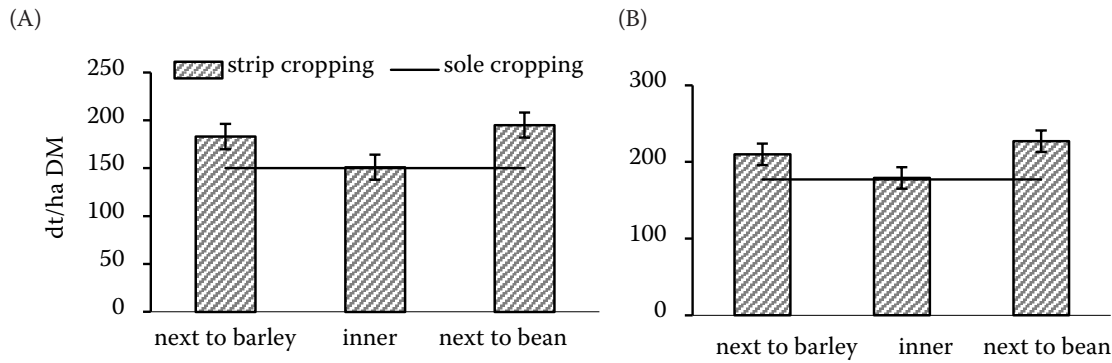 (A)
(B)
strip cropping sole cropping
dt/ha DM
250
200
150
100
50
0
next to barley inner next to bean
300
200
100
0
next to barley inner next to bean